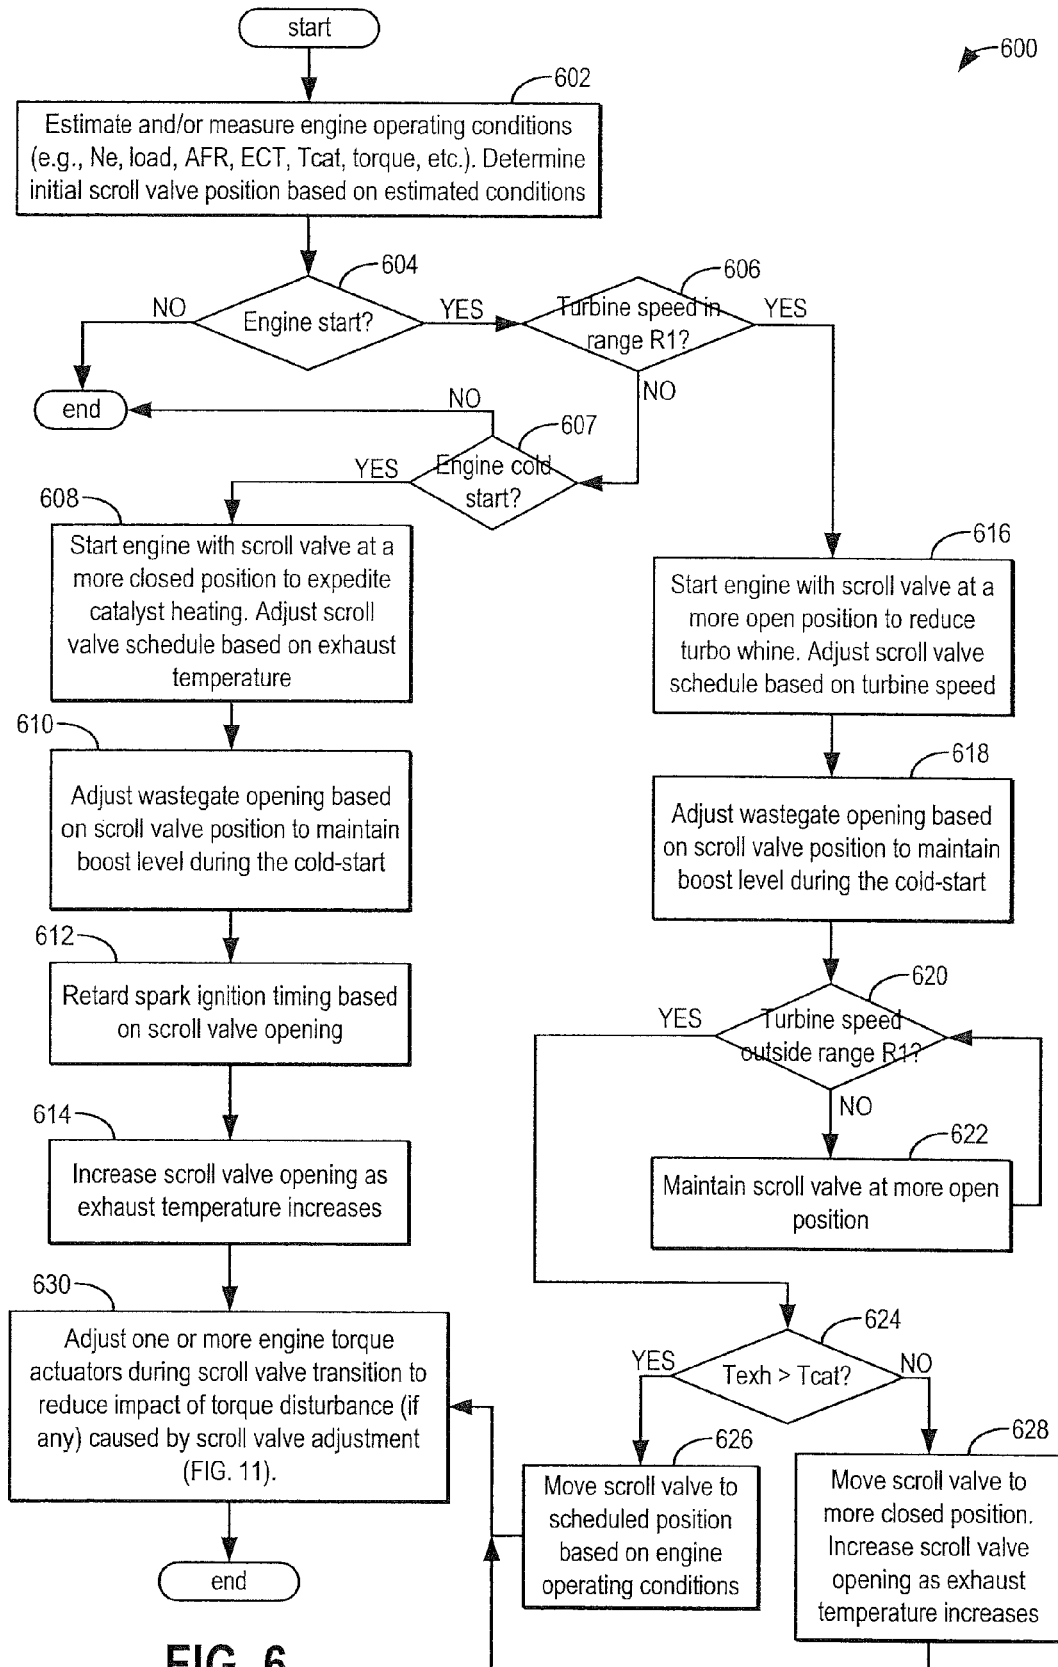 start
600
602
Estimate and/or measure engine operating conditions
(e.g., Ne, load, AFR, ECT, Tcat, torque, etc.). Determine
initial scroll valve position based on estimated conditions
604
606
NO
Engine start?
YES
Turbine speed in
range R1?
YES
end
NO
NO
607
YES
Engine cold
start?
608
Start engine with scroll valve at a
more closed position to expedite
catalyst heating. Adjust scroll
valve schedule based on exhaust
temperature
616
Start engine with scroll valve at a
more open position to reduce
turbo whine. Adjust scroll valve
schedule based on turbine speed
610
Adjust wastegate opening based
on scroll valve position to maintain
boost level during the cold-start
618
Adjust wastegate opening based
on scroll valve position to maintain
boost level during the cold-start
612
Retard spark ignition timing based
on scroll valve opening
620
YES
Turbine speed
outside range R1?
NO
614
Increase scroll valve opening as
exhaust temperature increases
622
Maintain scroll valve at more open
position
630
Adjust one or more engine torque
actuators during scroll valve transition to
reduce impact of torque disturbance (if
any) caused by scroll valve adjustment
(FIG. 11).
624
YES
Texh > Tcat?
NO
626
Move scroll valve to
scheduled position
based on engine
operating conditions
628
Move scroll valve to
more closed position.
Increase scroll valve
opening as exhaust
temperature increases
end
FIG. 6